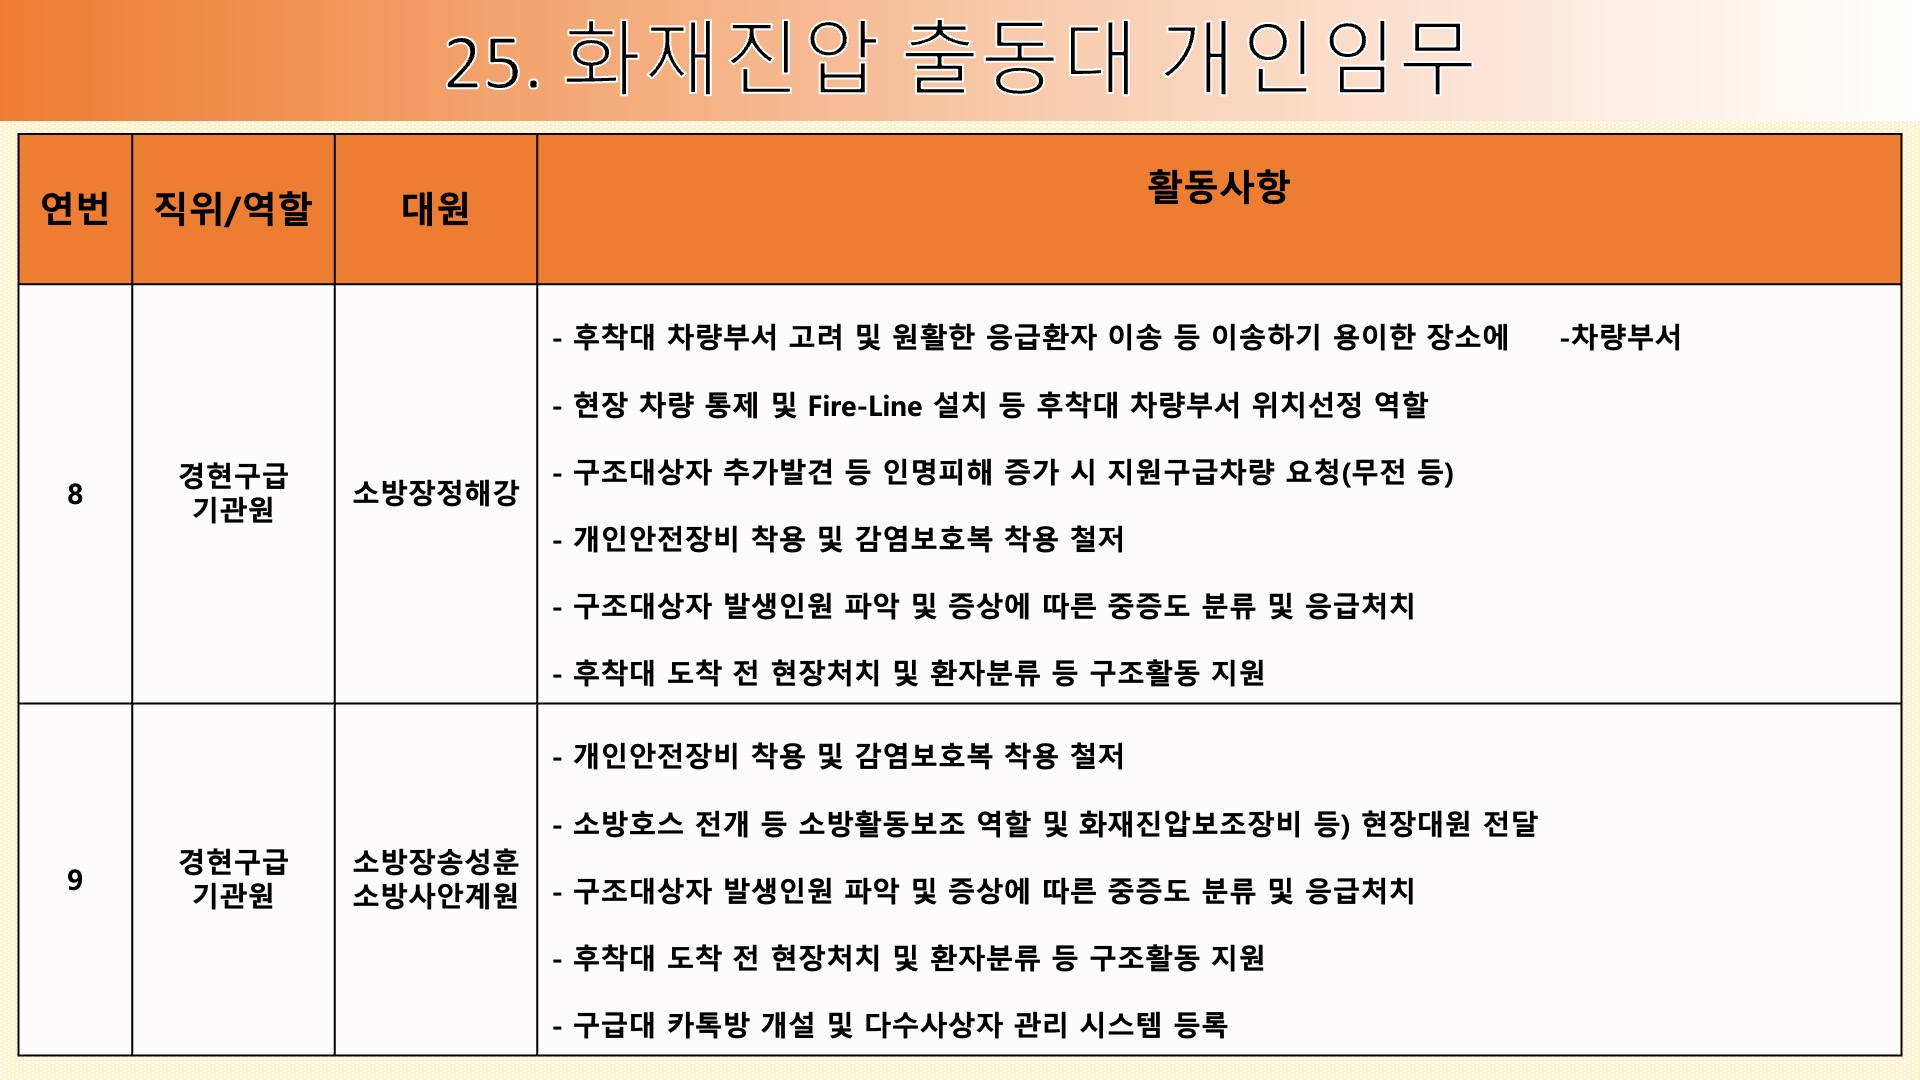 25. 화재진압 출동대 개인임무
연번
직위/역할
대원
활동사항
8
경현구급
기관원
소방장정해강
- 후착대 차량부서 고려 및 원활한 응급환자 이송 등 이송하기 용이한 장소에 -차량부서
- 현장 차량 통제 및 Fire-Line 설치 등 후착대 차량부서 위치선정 역할
- 구조대상자 추가발견 등 인명피해 증가 시 지원구급차량 요청(무전 등)
- 개인안전장비 착용 및 감염보호복 착용 철저
- 구조대상자 발생인원 파악 및 증상에 따른 중증도 분류 및 응급처치
- 후착대 도착 전 현장처치 및 환자분류 등 구조활동 지원
9
경현구급
기관원
소방장송성훈
소방사안계원
- 개인안전장비 착용 및 감염보호복 착용 철저
- 소방호스 전개 등 소방활동보조 역할 및 화재진압보조장비 등) 현장대원 전달
- 구조대상자 발생인원 파악 및 증상에 따른 중증도 분류 및 응급처치
- 후착대 도착 전 현장처치 및 환자분류 등 구조활동 지원
- 구급대 카톡방 개설 및 다수사상자 관리 시스템 등록